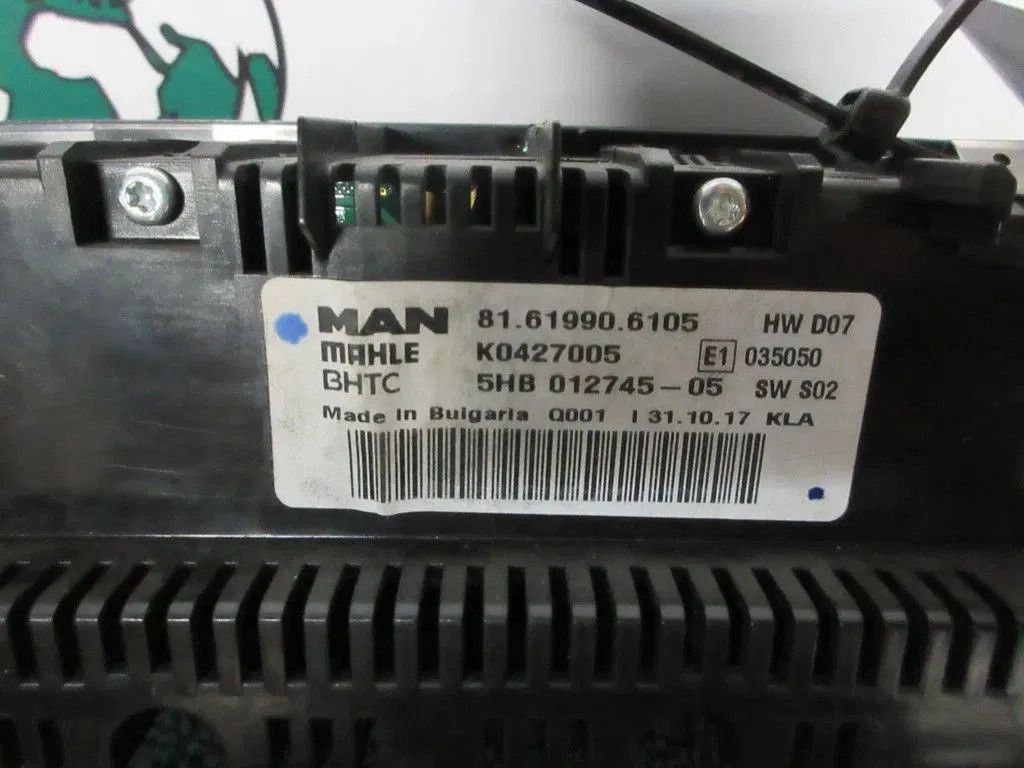 MAN 81.61990.6105 HW D07
MAHLE K0427005 E1 035050
BHTC 5HB 012745-05 SW S02
Made in Bulgaria Q001 I 31.10.17 KLA